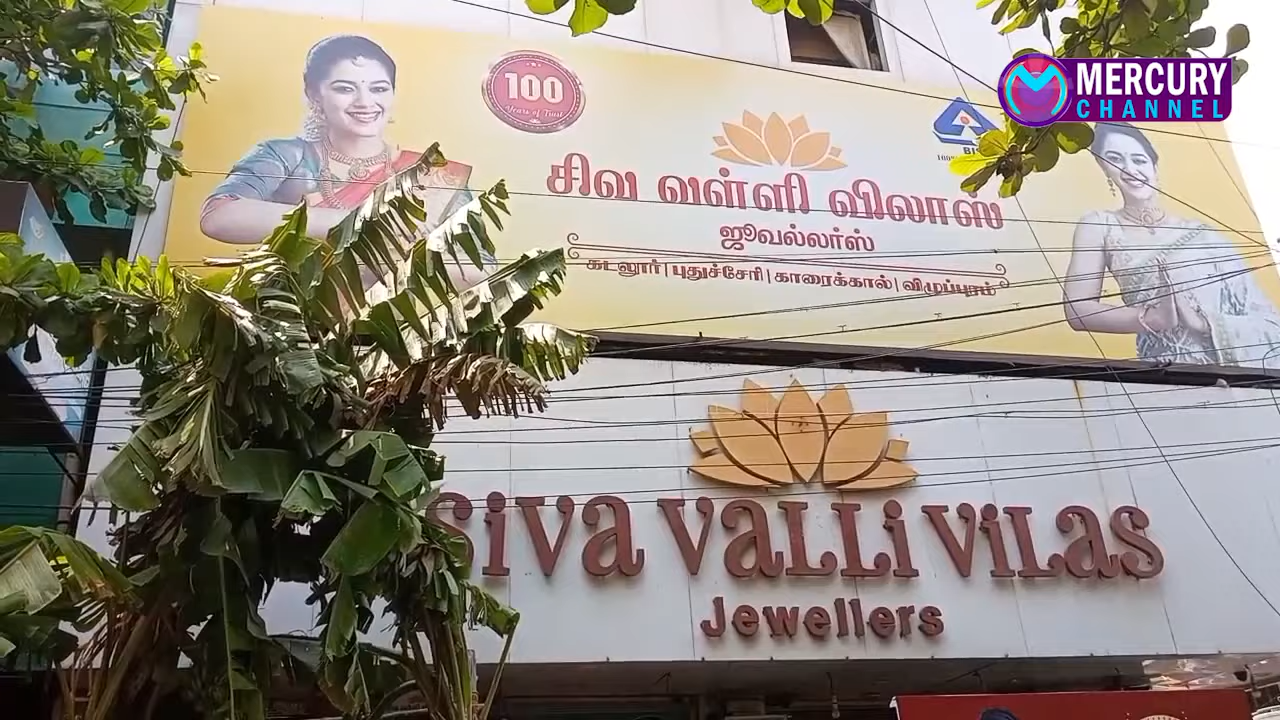 MERCURY
CHANNEL
100
Years of Trust
சிவ வள்ளி விலாஸ்
ஜூவல்லர்ஸ்
கடலூர் | புதுச்சேரி | காரைக்கால் | விழுப்புரம்
SiVa VaLLi ViLas
Jewellers